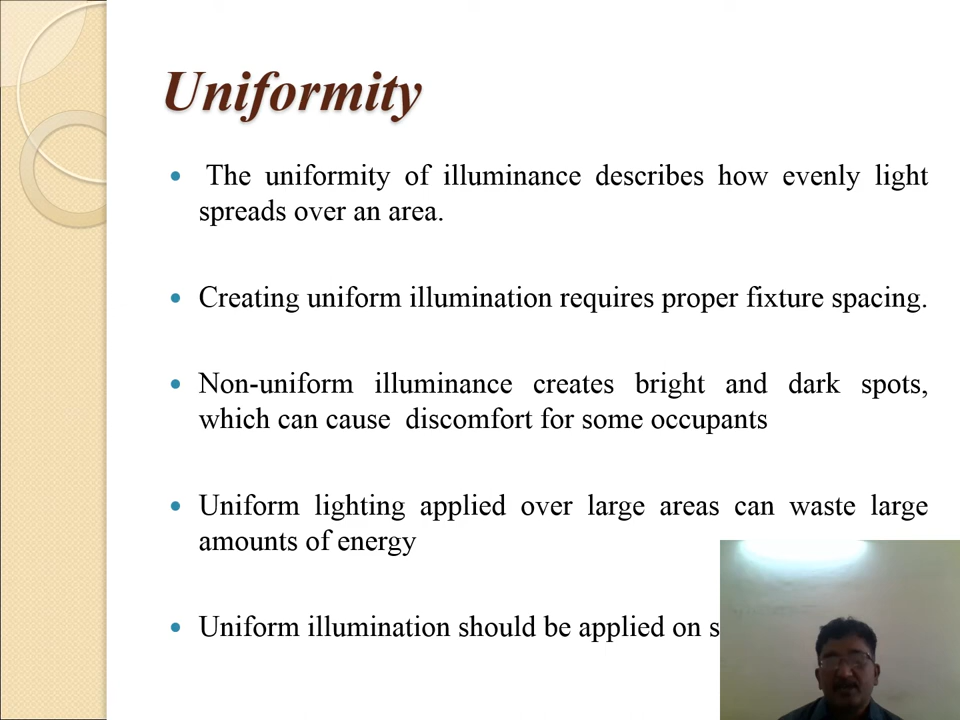 Uniformity
• The uniformity of illuminance describes how evenly light
spreads over an area.
• Creating uniform illumination requires proper fixture spacing.
• Non-uniform illuminance creates bright and dark spots,
which can cause discomfort for some occupants
• Uniform lighting applied over large areas can waste large
amounts of energy
• Uniform illumination should be applied on